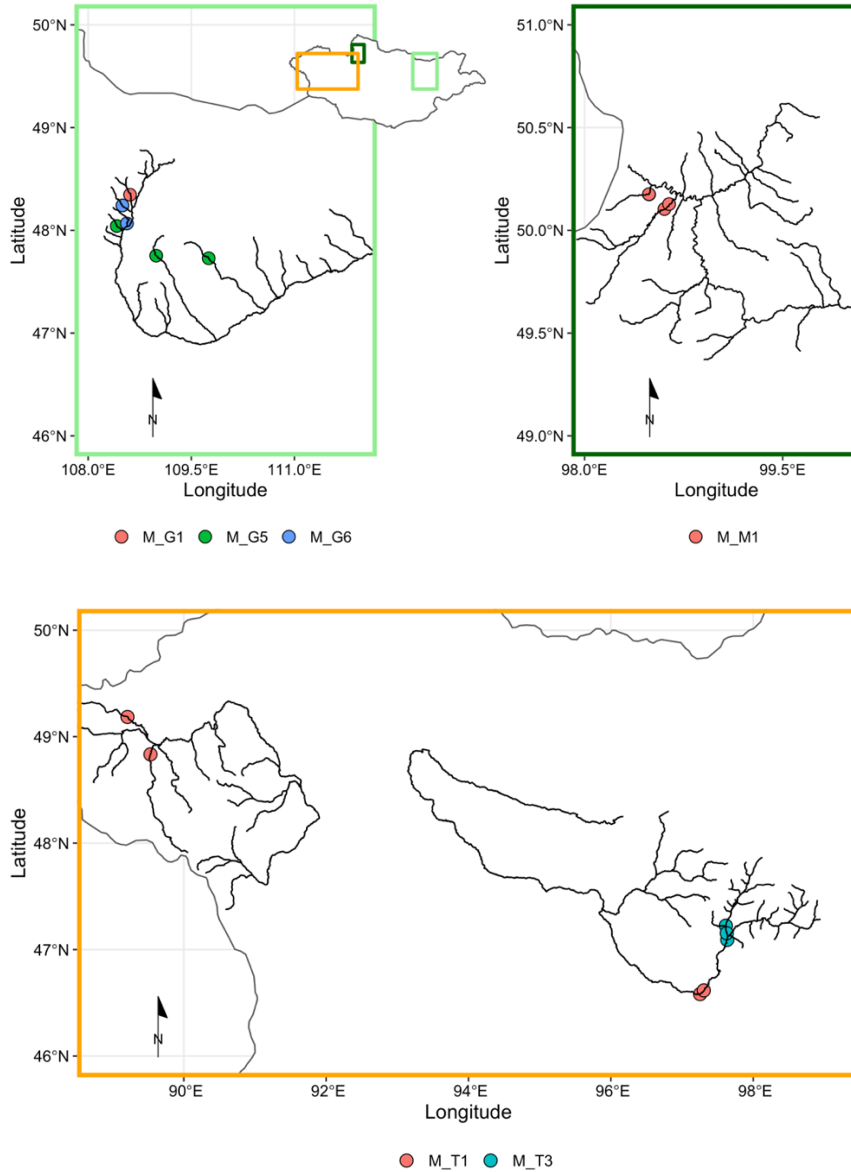 50°N
49°N
48°N
47°N
46°N
Latitude
N
108.0°E 109.5°E 111.0°E
Longitude
M_G1 M_G5 M_G6
51.0°N
50.5°N
50.0°N
49.5°N
49.0°N
Latitude
N
98.0°E 99.5°E
Longitude
M_M1
50°N
49°N
48°N
47°N
46°N
Latitude
N
90°E 92°E 94°E 96°E 98°E
Longitude
M_T1 M_T3